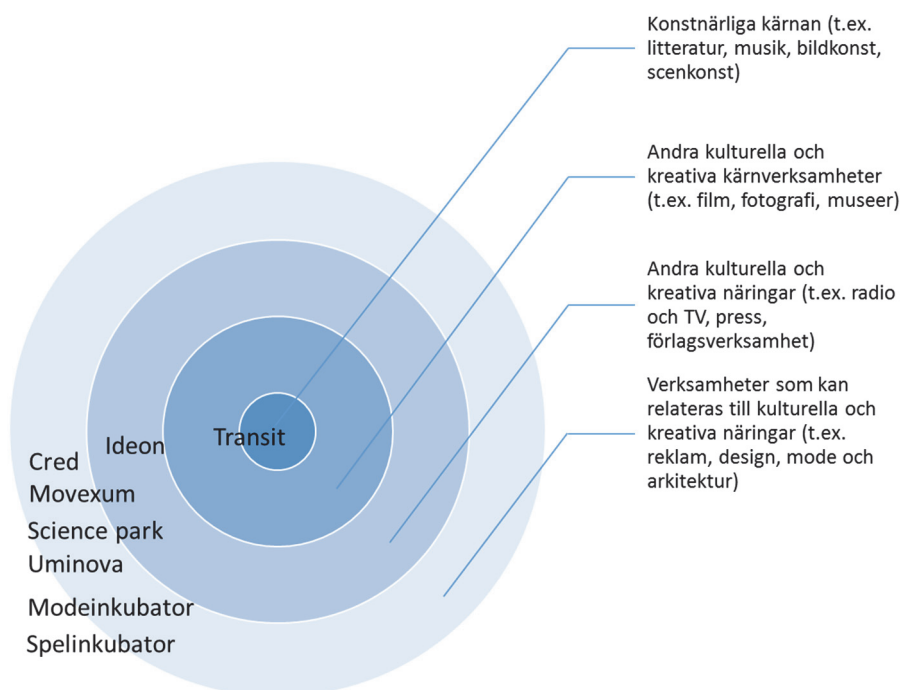 Konstnärliga kärnan (t.ex.
litteratur, musik, bildkonst,
scenkonst)
Andra kulturella och
kreativa kärnverksamheter
(t.ex. film, fotografi, museer)
Andra kulturella och
kreativa näringar (t.ex. radio
och TV, press,
förlagsverksamhet)
Verksamheter som kan
relateras till kulturella och
kreativa näringar (t.ex.
reklam, design, mode och
arkitektur)
Transit
Ideon
Cred
Movexum
Science park
Uminova
Modeinkubator
Spelinkubator